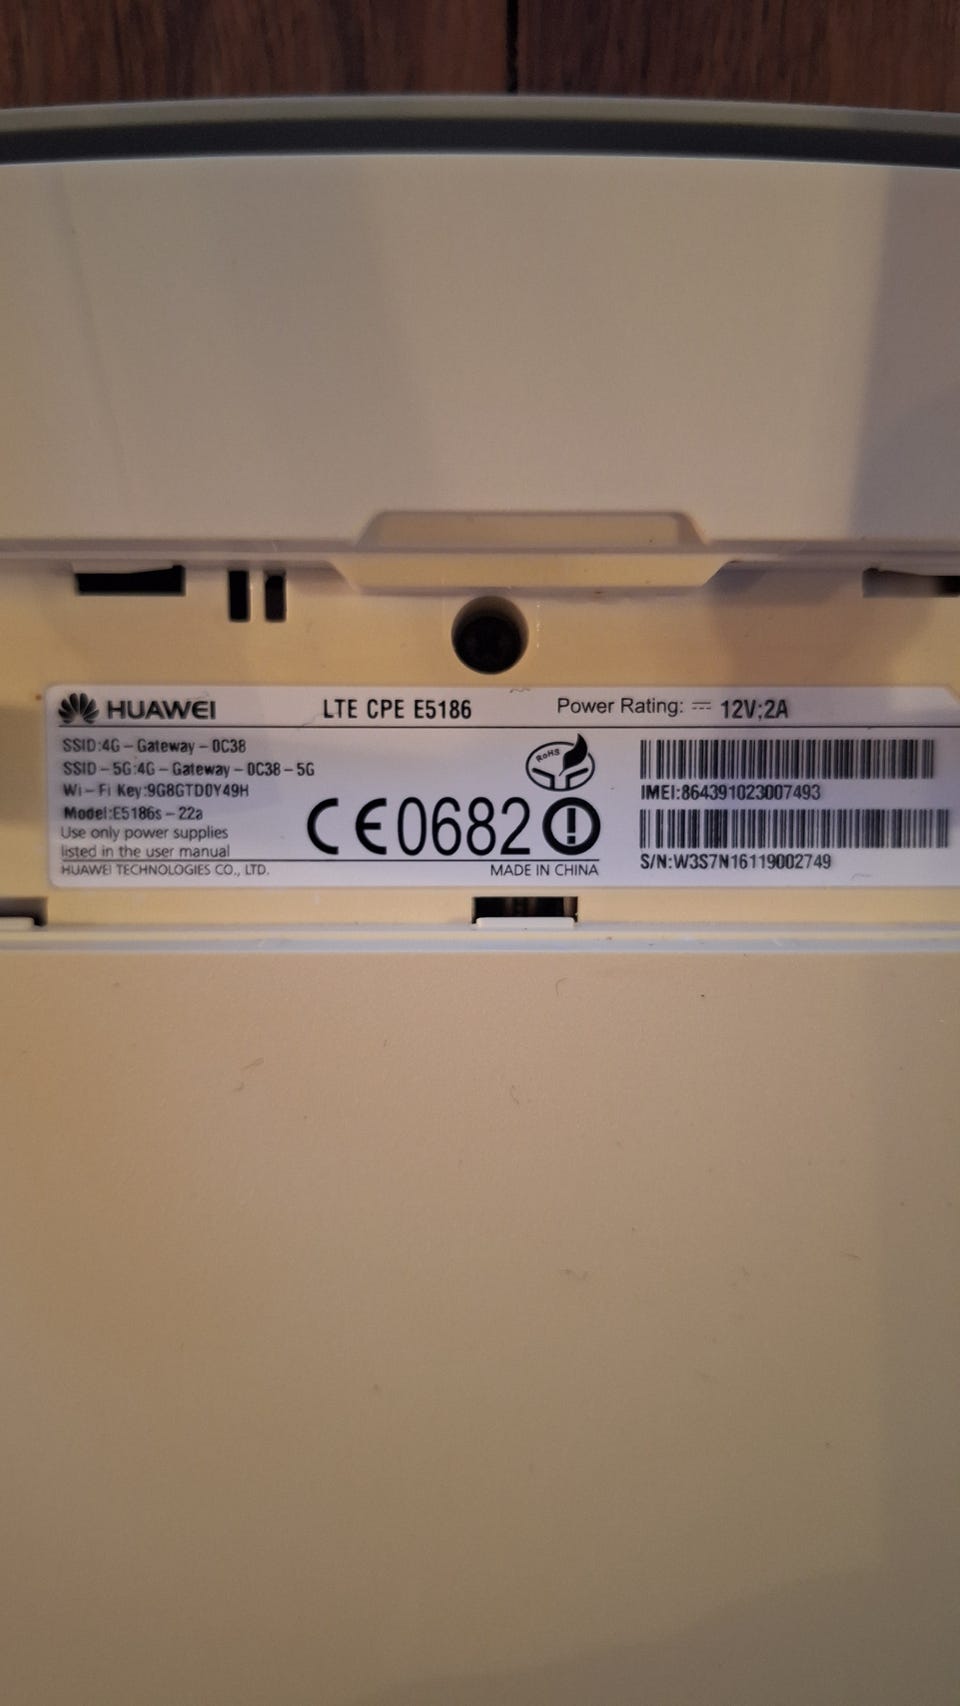 HUAWEI LTE CPE E5186 Power Rating: ⎓ 12V;2A
SSID:4G-Gateway-0C38
SSID-5G:4G-Gateway-0C38-5G
Wi-Fi Key:9G8GTD0Y49H
Model:E5186s-22a
Use only power supplies
listed in the user manual
HUAWEI TECHNOLOGIES CO., LTD.
RoHS
CE0682
MADE IN CHINA
IMEI:864391023007493
S/N:W3S7N16119002749